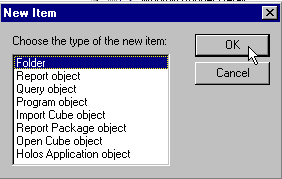 New Item
Choose the type of the new item:
OK
Folder
Report object
Cancel
Query object
Program object
Import Cube object
Report Package object
Open Cube object
Holos Application object